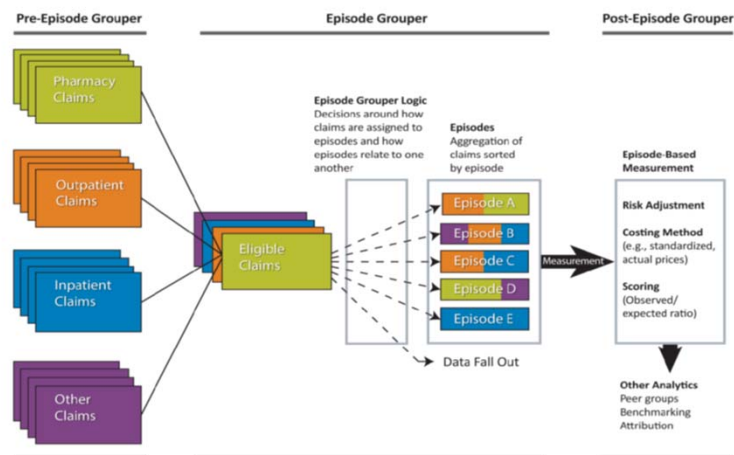 Pre-Episode Grouper
Episode Grouper
Post-Episode Grouper
Pharmacy
Claims
Outpatient
Claims
Inpatient
Claims
Other
Claims
Eligible
Claims
Episode Grouper Logic
Decisions around how
claims are assigned to
episodes and how
episodes relate to one
another
Episodes
Aggregation of
claims sorted
by episode
Episode A
Episode B
Episode C
Episode D
Episode E
Data Fall Out
Measurement
Episode-Based
Measurement
Risk Adjustment
Costing Method
(e.g., standardized,
actual prices)
Scoring
(Observed/
expected ratio)
Other Analytics
Peer groups
Benchmarking
Attribution